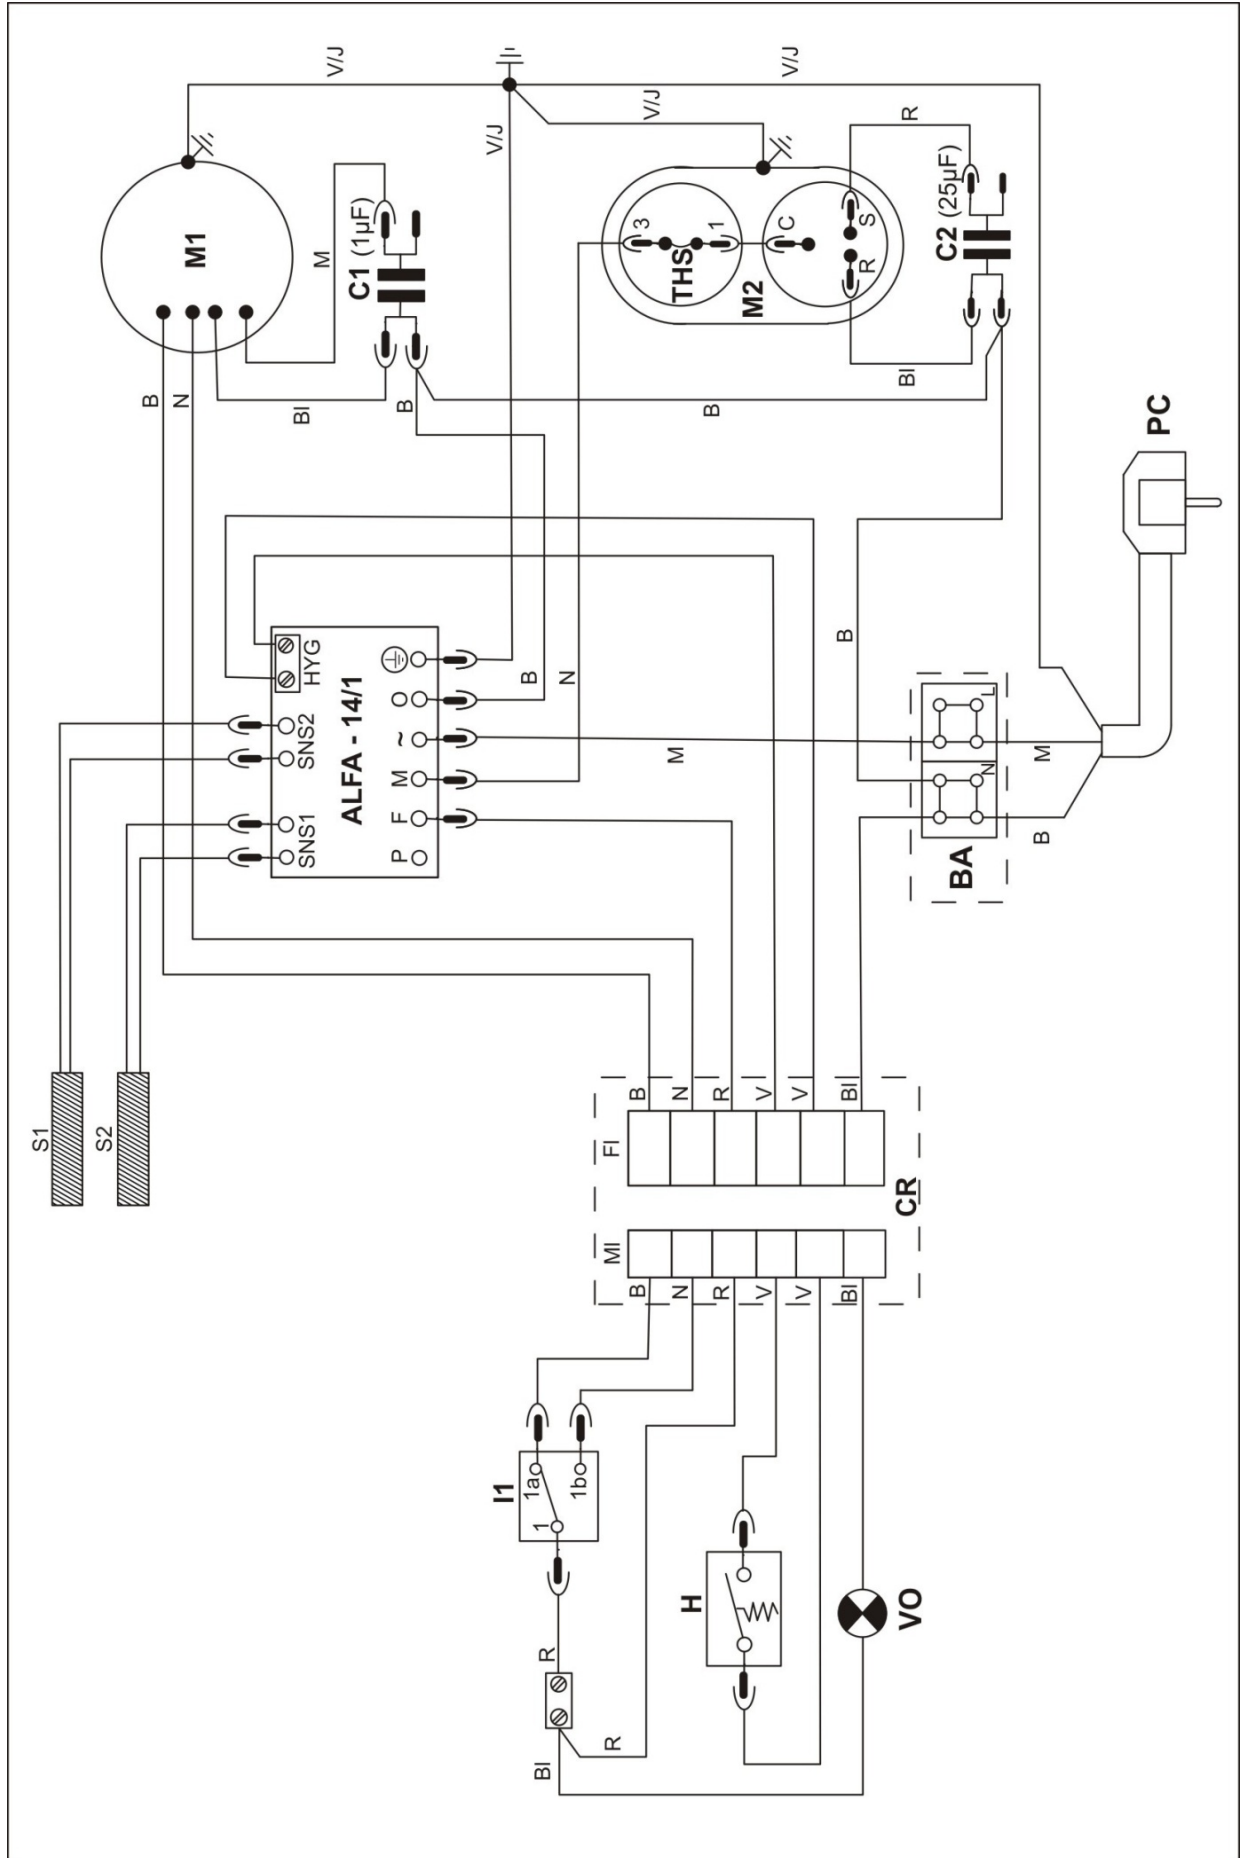 S1
S2
V/J
V/J
V/J
V/J
M1
B
N
BI
M
C1 (1µF)
B
B
HYG
SNS2
SNS1
ALFA - 14/1
P
F
M
~
O
B
N
M
3
THS
1
C
M2
R
S
BI
R
C2 (25µF)
B
PC
BA
N
L
B
M
FI
B
N
R
V
V
BI
CR
MI
B
N
R
V
V
BI
I1
1
1a
1b
R
R
BI
H
VO